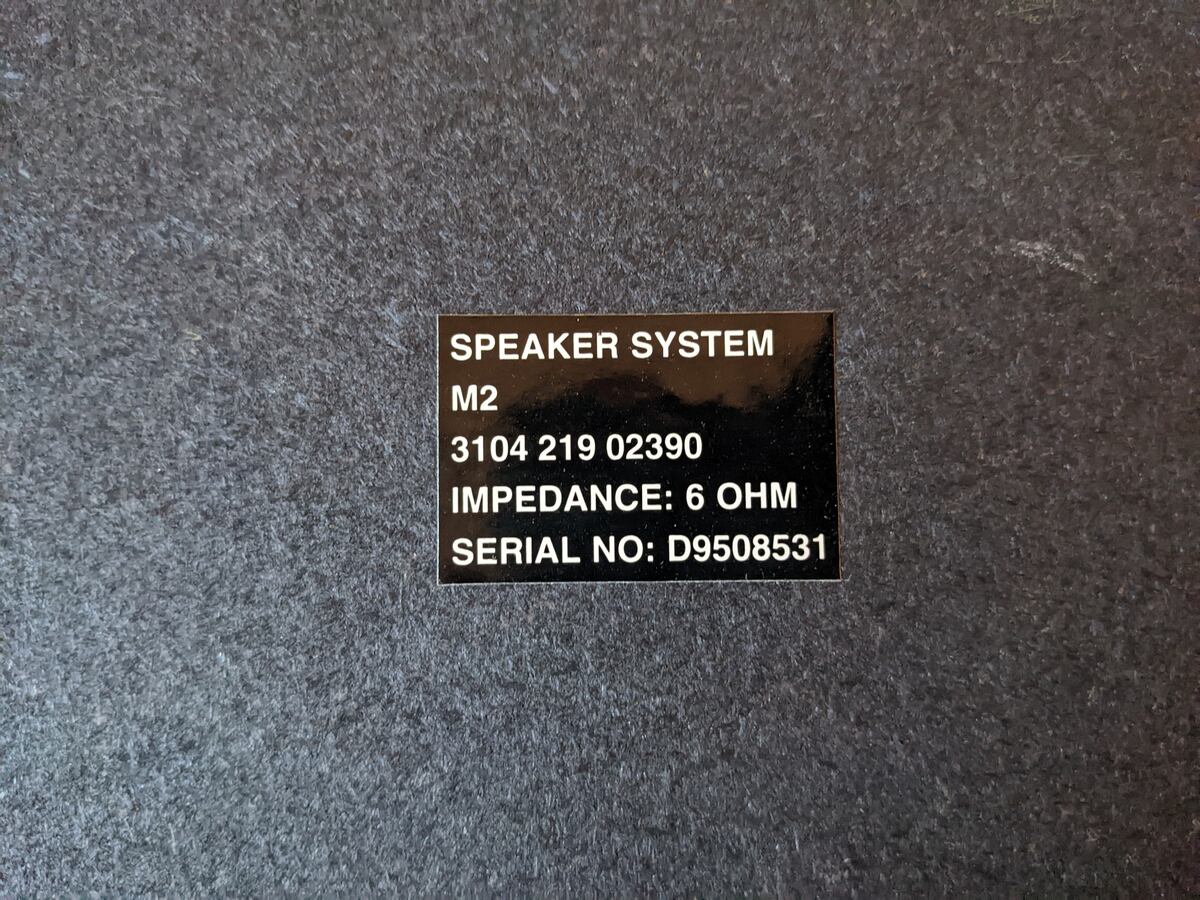 SPEAKER SYSTEM
M2
3104 219 02390
IMPEDANCE: 6 OHM
SERIAL NO: D9508531